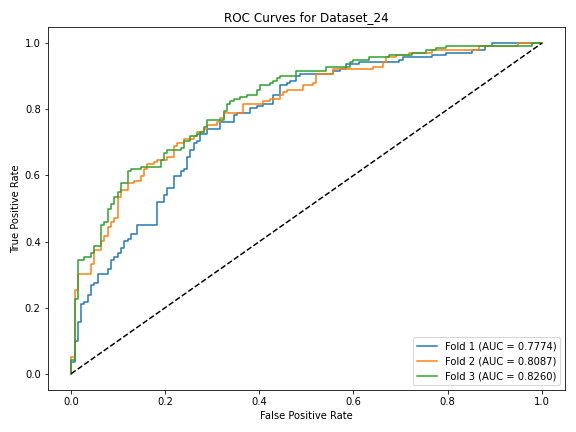 ROC Curves for Dataset_24
True Positive Rate
1.0
0.8
0.6
0.4
0.2
0.0
0.0 0.2 0.4 0.6 0.8 1.0
False Positive Rate
Fold 1 (AUC = 0.7774)
Fold 2 (AUC = 0.8087)
Fold 3 (AUC = 0.8260)